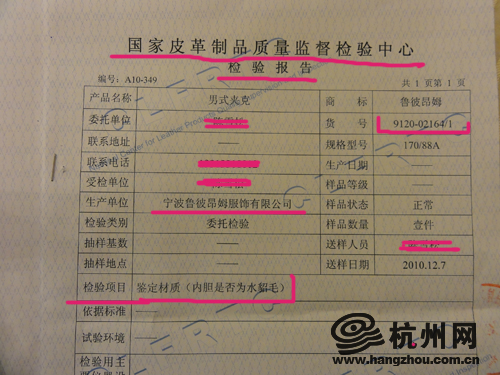 国家皮革制品质量监督检验中心
检验报告
编号：A10-349 共 1 页第 1 页
产品名称 男式夹克 商标 鲁彼昂姆
委托单位 货号 9120-02164/1
联系地址 —— 规格型号 170/88A
联系电话 生产日期 ——
受检单位 样品等级 ——
生产单位 宁波鲁彼昂姆服饰有限公司 样品状态 正常
检验类别 委托检验 样品数量 壹件
抽样基数 —— 送样人员
抽样地点 —— 送样日期 2010.12.7
检验项目 鉴定材质（内胆是否为水貂毛）
依据标准 ——
试验环境 ——
检验用主
杭州网
www.hangzhou.com.cn